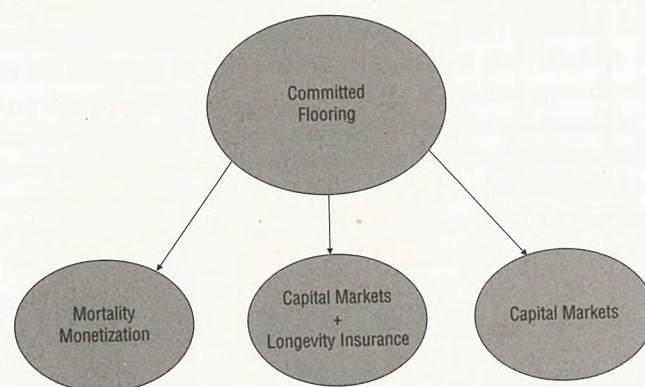 Committed
Flooring
Mortality
Monetization
Capital Markets
+
Longevity Insurance
Capital Markets